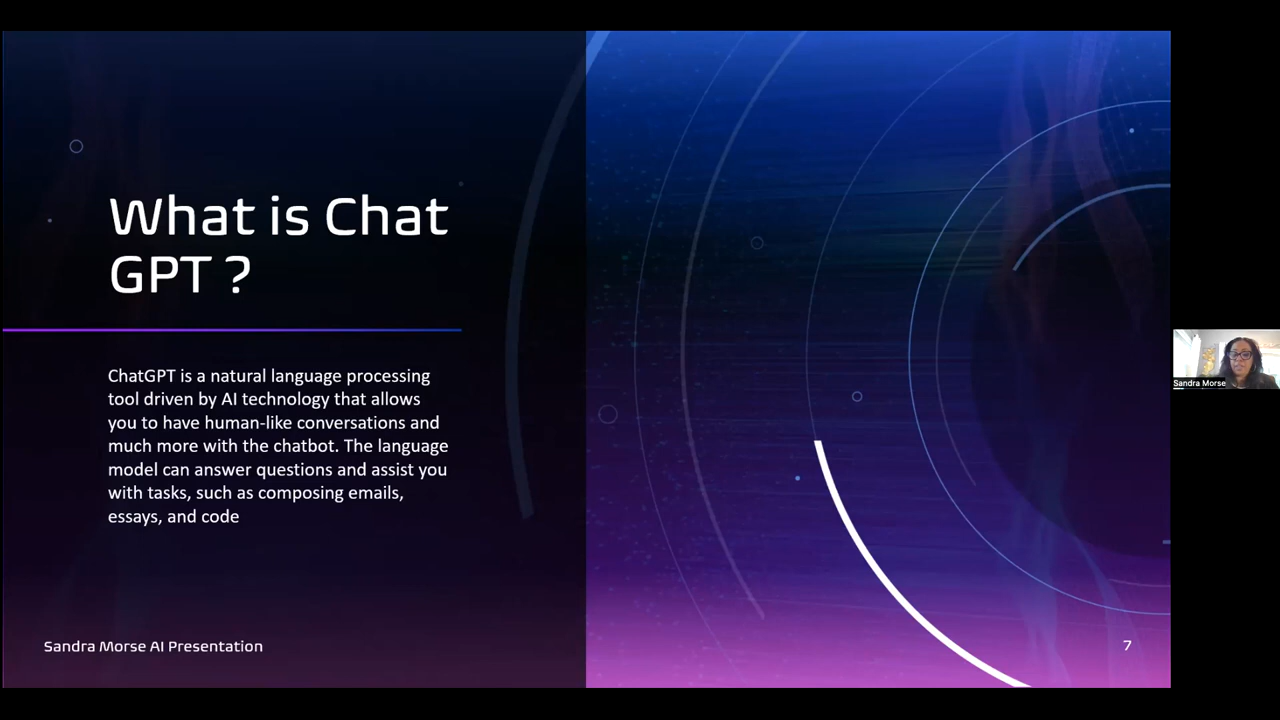 What is Chat
GPT ?
ChatGPT is a natural language processing
tool driven by AI technology that allows
you to have human-like conversations and
much more with the chatbot. The language
model can answer questions and assist you
with tasks, such as composing emails,
essays, and code
Sandra Morse AI Presentation
7
Sandra Morse